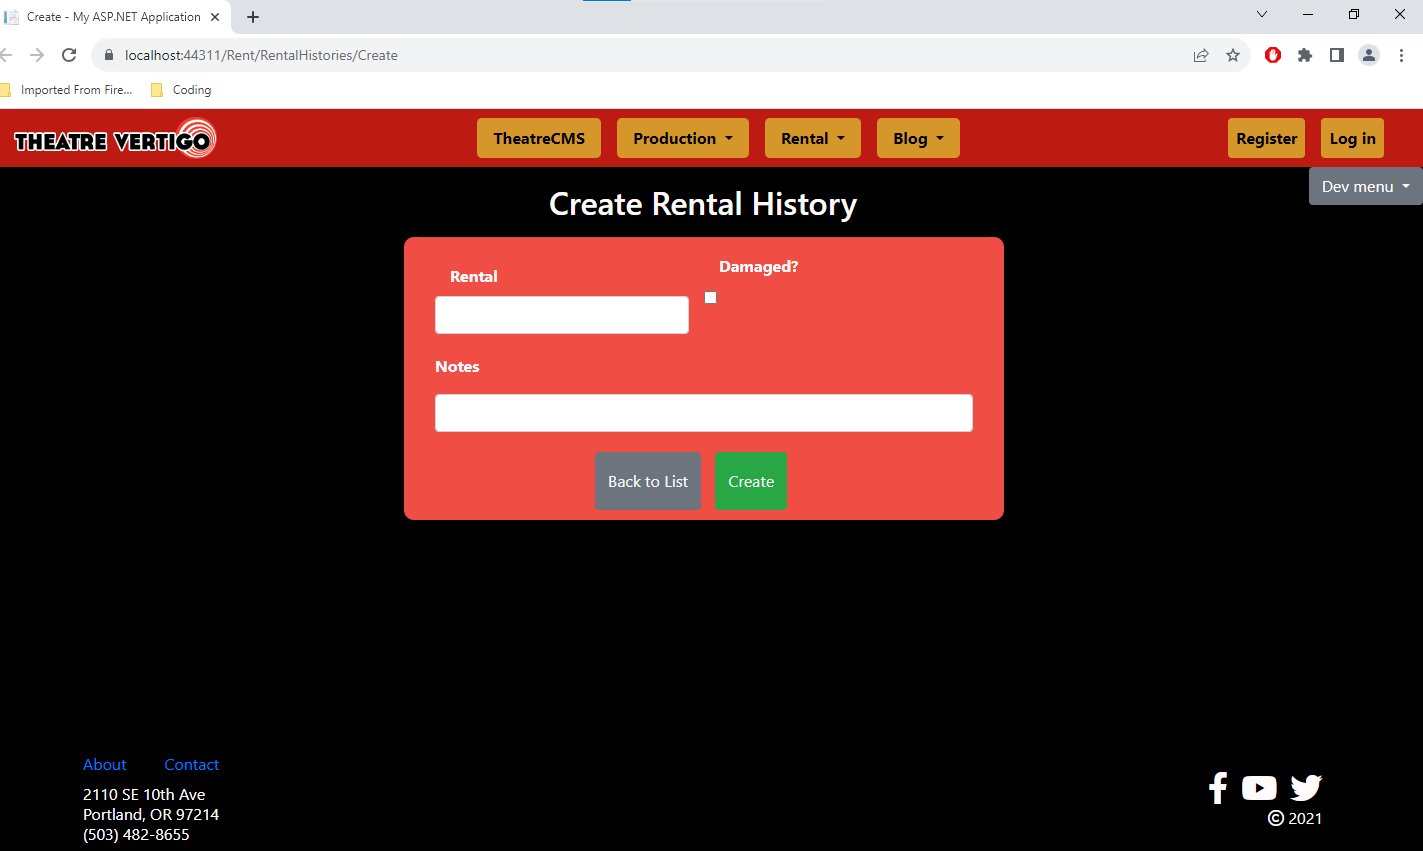 Create - My ASP.NET Application
localhost:44311/Rent/RentalHistories/Create
Imported From Fire... Coding
THEATRE VERTIGO TheatreCMS Production Rental Blog Register Log in
Dev menu
Create Rental History
Rental Damaged?
Notes
Back to List Create
About Contact
2110 SE 10th Ave
Portland, OR 97214
(503) 482-8655
© 2021